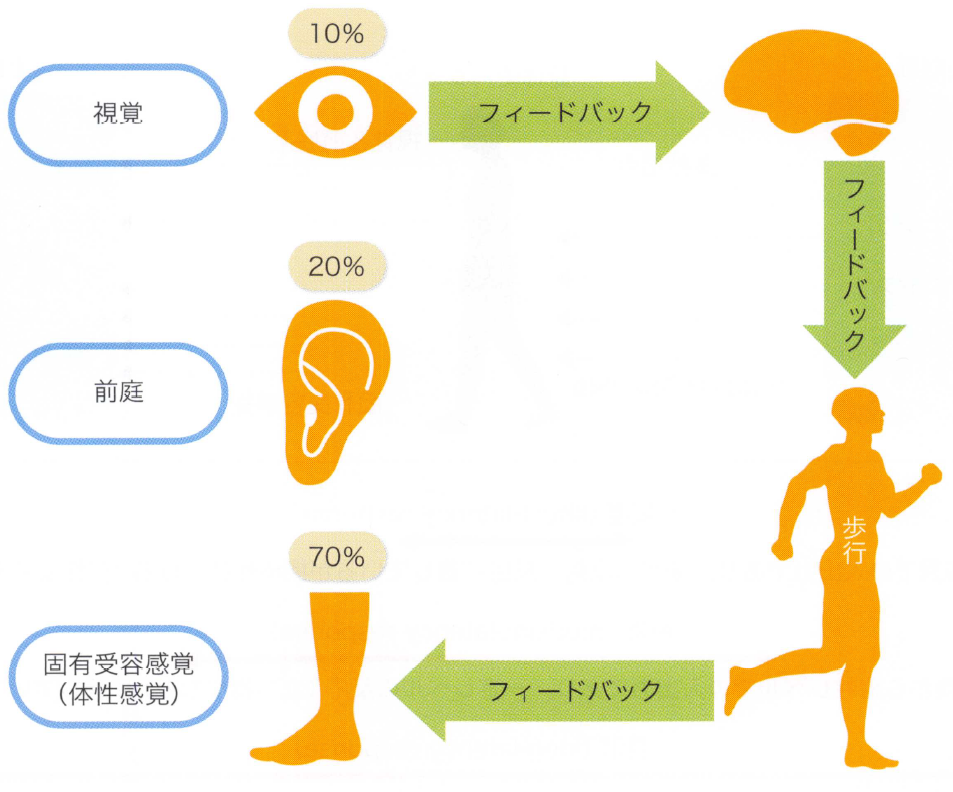 10%
視覚
フィードバック
フィードバック
20%
前庭
歩行
70%
固有受容感覚
（体性感覚）
フィードバック